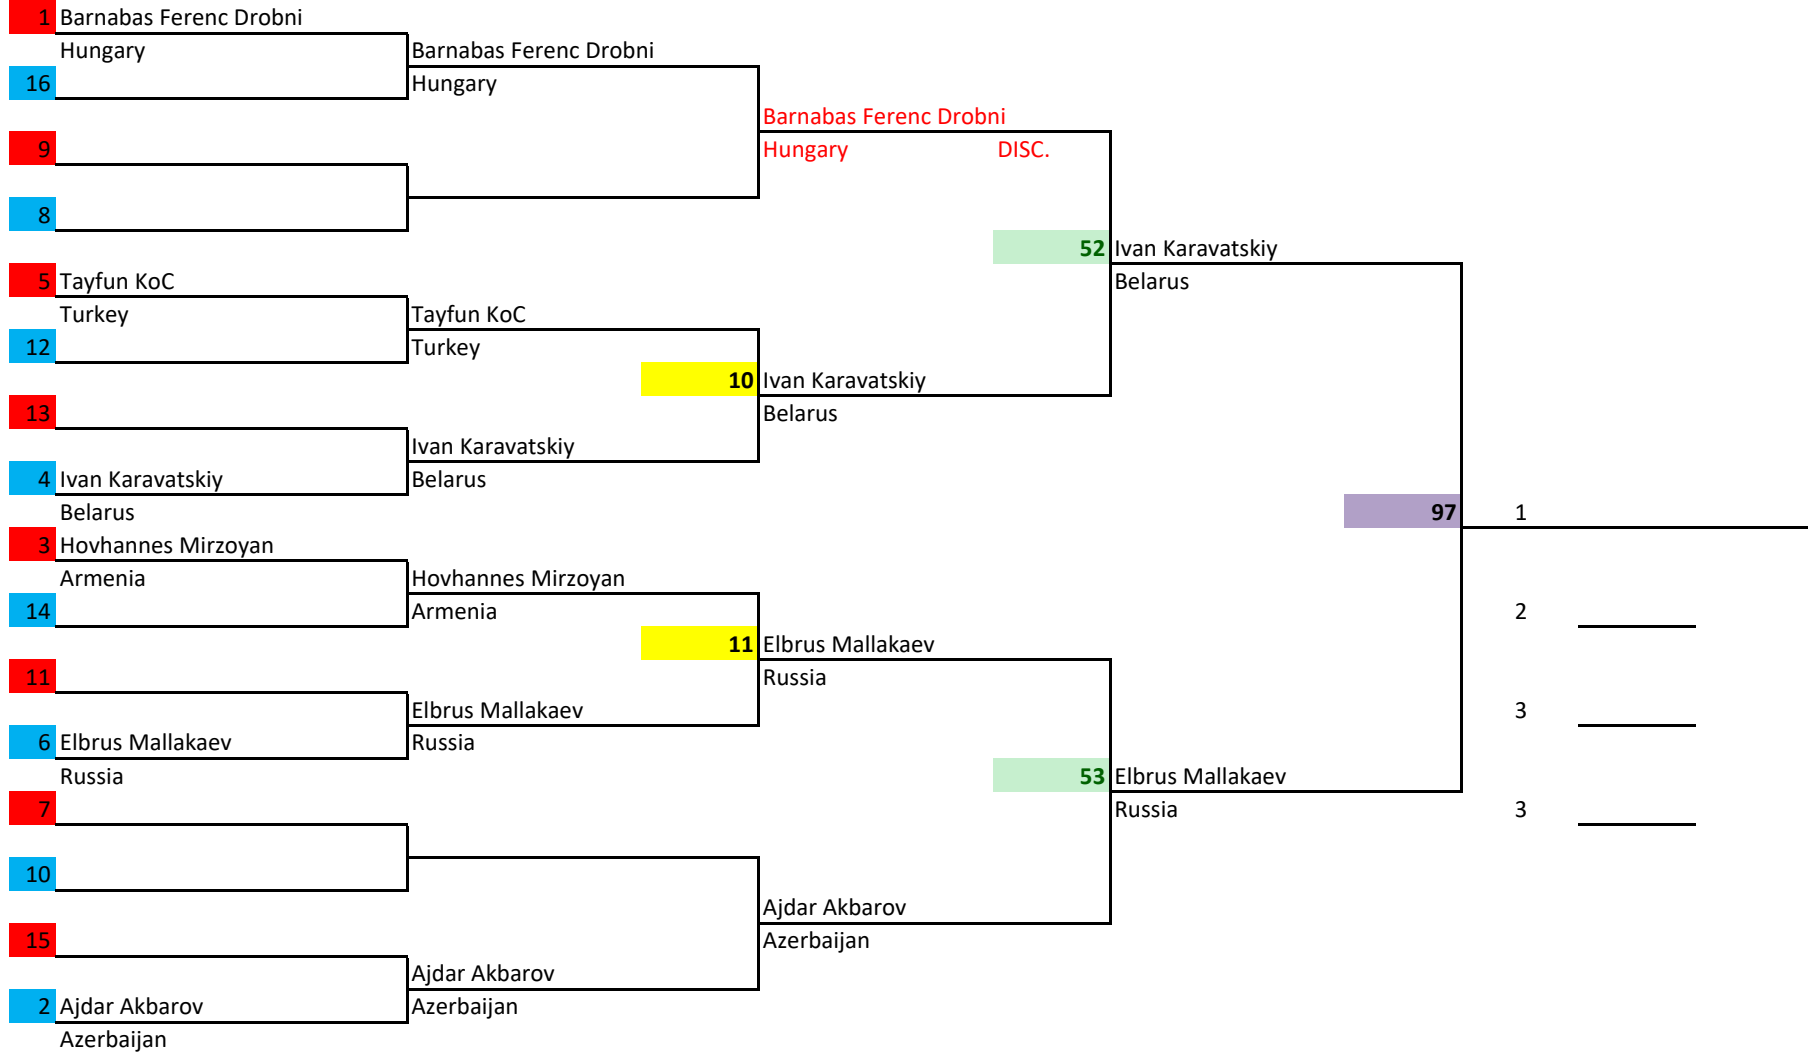 1 Barnabas Ferenc Drobni
Hungary Barnabas Ferenc Drobni
16 Hungary
Barnabas Ferenc Drobni
9 Hungary DISC.
8
52 Ivan Karavatskiy
5 Tayfun KoC Belarus
Turkey Tayfun KoC
12 Turkey
10 Ivan Karavatskiy
13 Belarus
Ivan Karavatskiy
4 Ivan Karavatskiy Belarus
Belarus 97 1
3 Hovhannes Mirzoyan
Armenia Hovhannes Mirzoyan
14 Armenia 2
11 Elbrus Mallakaev
11 Russia
Elbrus Mallakaev 3
6 Elbrus Mallakaev Russia
Russia 53 Elbrus Mallakaev
7 Russia 3
10
Ajdar Akbarov
15 Azerbaijan
Ajdar Akbarov
2 Ajdar Akbarov Azerbaijan
Azerbaijan